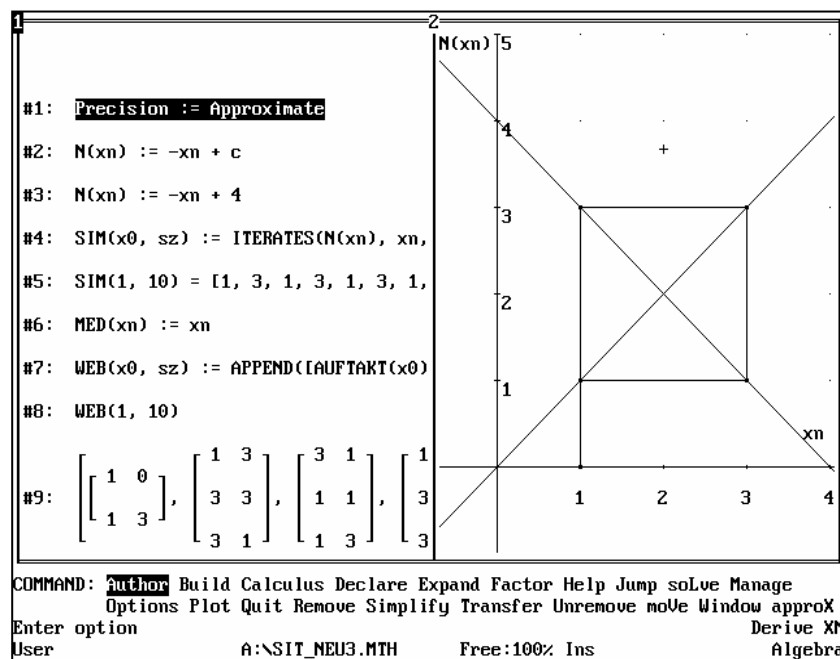 1
2
#1: Precision := Approximate
#2: N(xn) := -xn + c
#3: N(xn) := -xn + 4
#4: SIM(x0, sz) := ITERATES(N(xn), xn,
#5: SIM(1, 10) = [1, 3, 1, 3, 1, 3, 1,
#6: MED(xn) := xn
#7: WEB(x0, sz) := APPEND([AUFTAKT(x0)
#8: WEB(1, 10)
1 3 3 1 1
1 0
#9: , 3 3 , 1 1 , 3
1 3
3 1 1 3 3
N(xn) 5
4
3
2
1
xn
1 2 3 4
COMMAND: Author Build Calculus Declare Expand Factor Help Jump soLve Manage
Options Plot Quit Remove Simplify Transfer Unremove moVe Window approX
Enter option Derive XM
User A:\SIT_NEU3.MTH Free:100% Ins Algebra